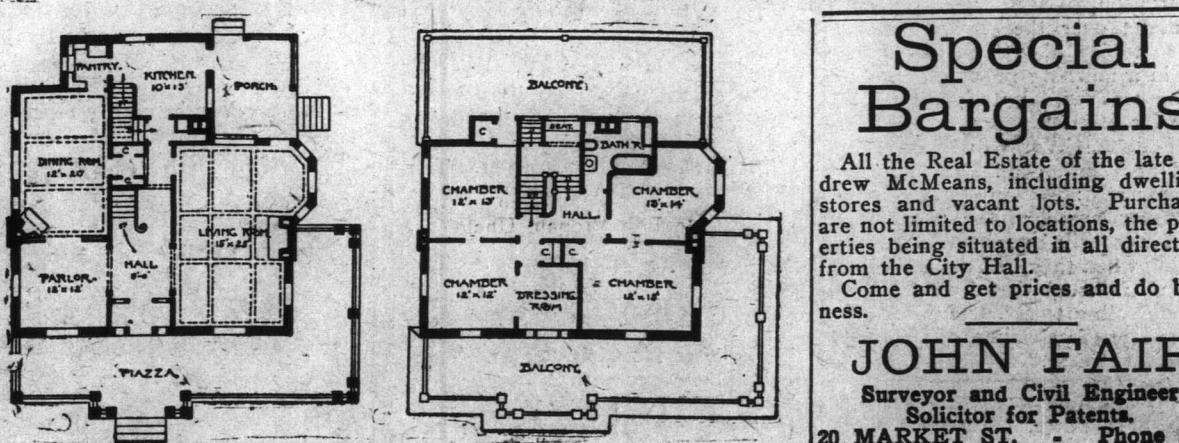 PANTRY.
KITCHEN
10'x13'
PORCH.
DINING ROOM
12'x20'
LIVING ROOM
15'x25'
HALL
PARLOR.
12'x12'
C
C
PIAZZA.
BALCONY.
C
SEAT.
BATH R.
CHAMBER
12'x13'
HALL.
CHAMBER
13'x14'
C
C
CHAMBER
12'x12'
DRESSING
ROOM
CHAMBER
12'x15'
BALCONY.
Special
Bargains
All the Real Estate of the late
drew McMeans, including dwelli
stores and vacant lots. Purcha
are not limited to locations, the p
erties being situated in all direct
from the City Hall.
Come and get prices and do b
ness.
JOHN FAIR
Surveyor and Civil Engineer
Solicitor for Patents.
20 MARKET ST. - Phone